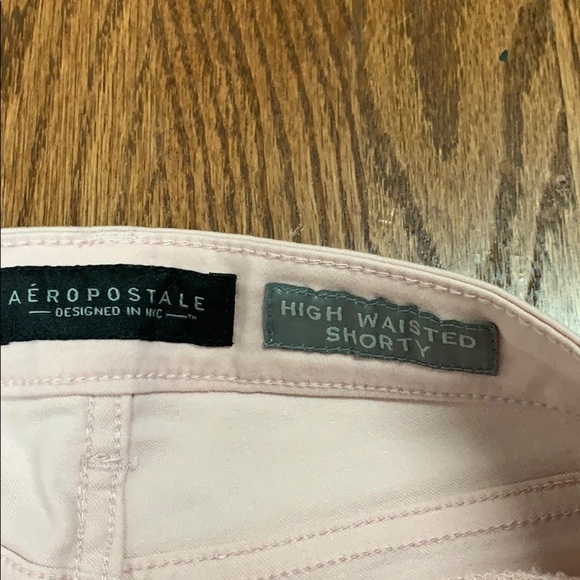 AÉROPOSTALE
— DESIGNED IN NYC —™
HIGH WAISTED
SHORTY